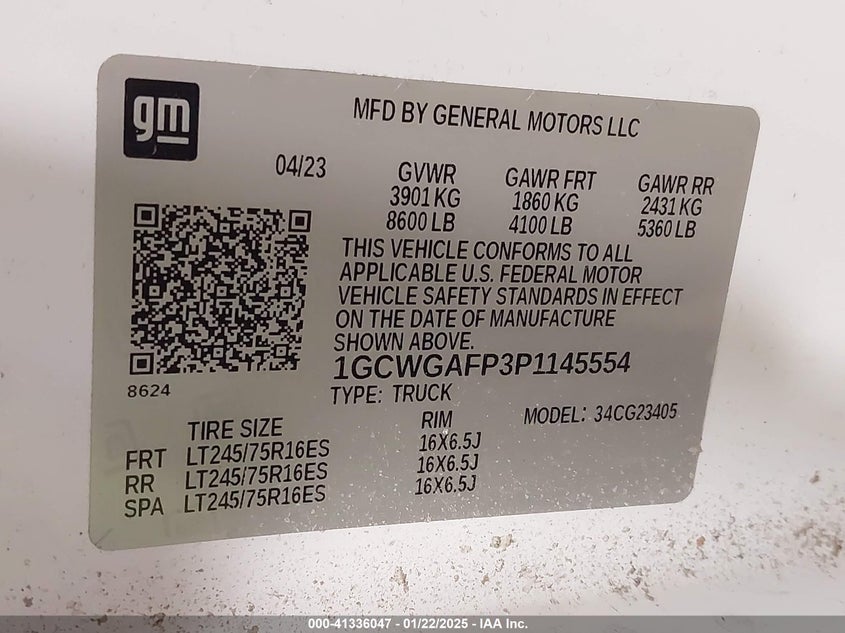 gm
MFD BY GENERAL MOTORS LLC
04/23
GVWR
3901 KG
8600 LB
GAWR FRT
1860 KG
4100 LB
GAWR RR
2431 KG
5360 LB
THIS VEHICLE CONFORMS TO ALL
APPLICABLE U.S. FEDERAL MOTOR
VEHICLE SAFETY STANDARDS IN EFFECT
ON THE DATE OF MANUFACTURE
SHOWN ABOVE.
1GCWGAFP3P1145554
8624
TYPE: TRUCK
MODEL: 34CG23405
TIRE SIZE RIM
FRT LT245/75R16ES 16X6.5J
RR LT245/75R16ES 16X6.5J
SPA LT245/75R16ES 16X6.5J
000-41336047 - 01/22/2025 - IAA Inc.